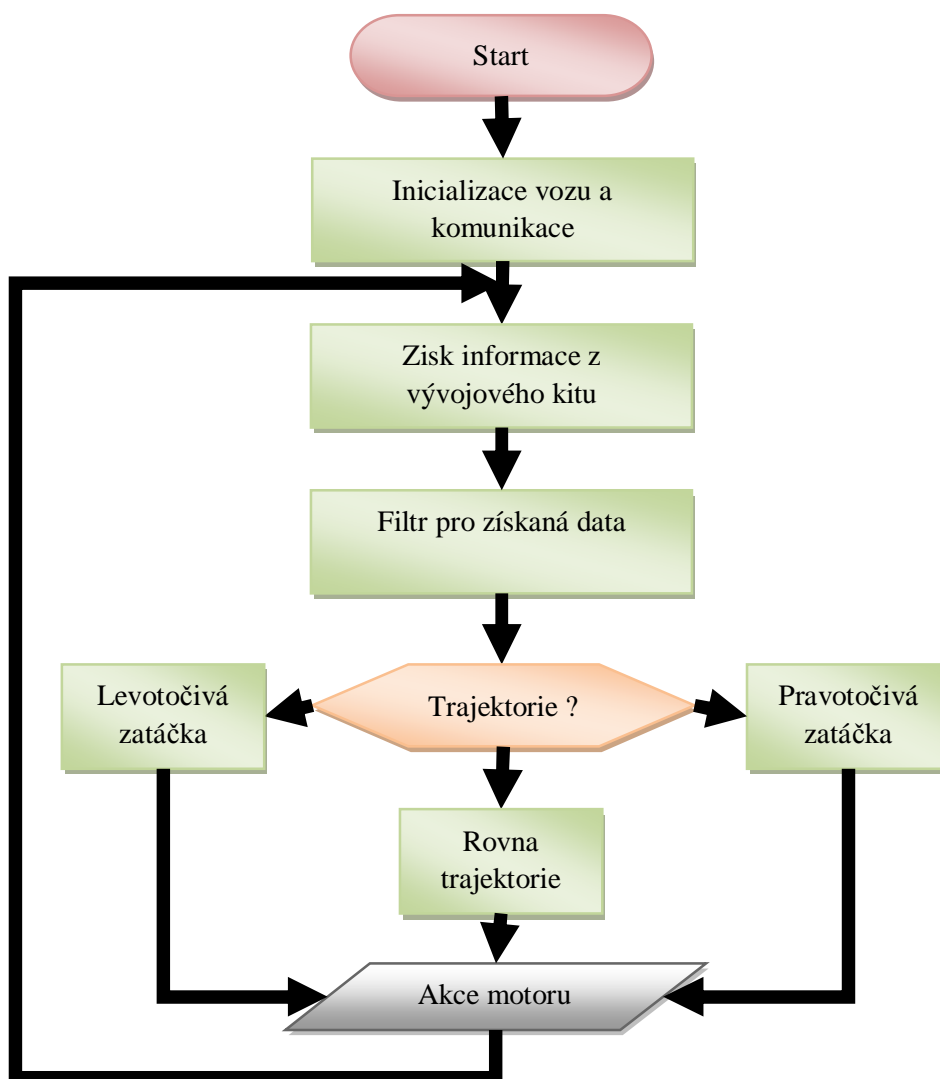 Start
Inicializace vozu a
komunikace
Zisk informace z
vývojového kitu
Filtr pro získaná data
Levotočivá
zatáčka
Trajektorie ?
Pravotočivá
zatáčka
Rovna
trajektorie
Akce motoru